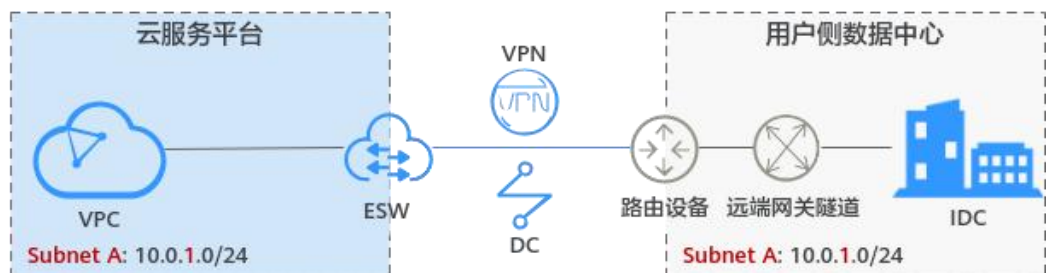 云服务平台
用户侧数据中心
VPN
VPN
VPC
ESW
DC
路由设备
远端网关隧道
IDC
Subnet A: 10.0.1.0/24
Subnet A: 10.0.1.0/24